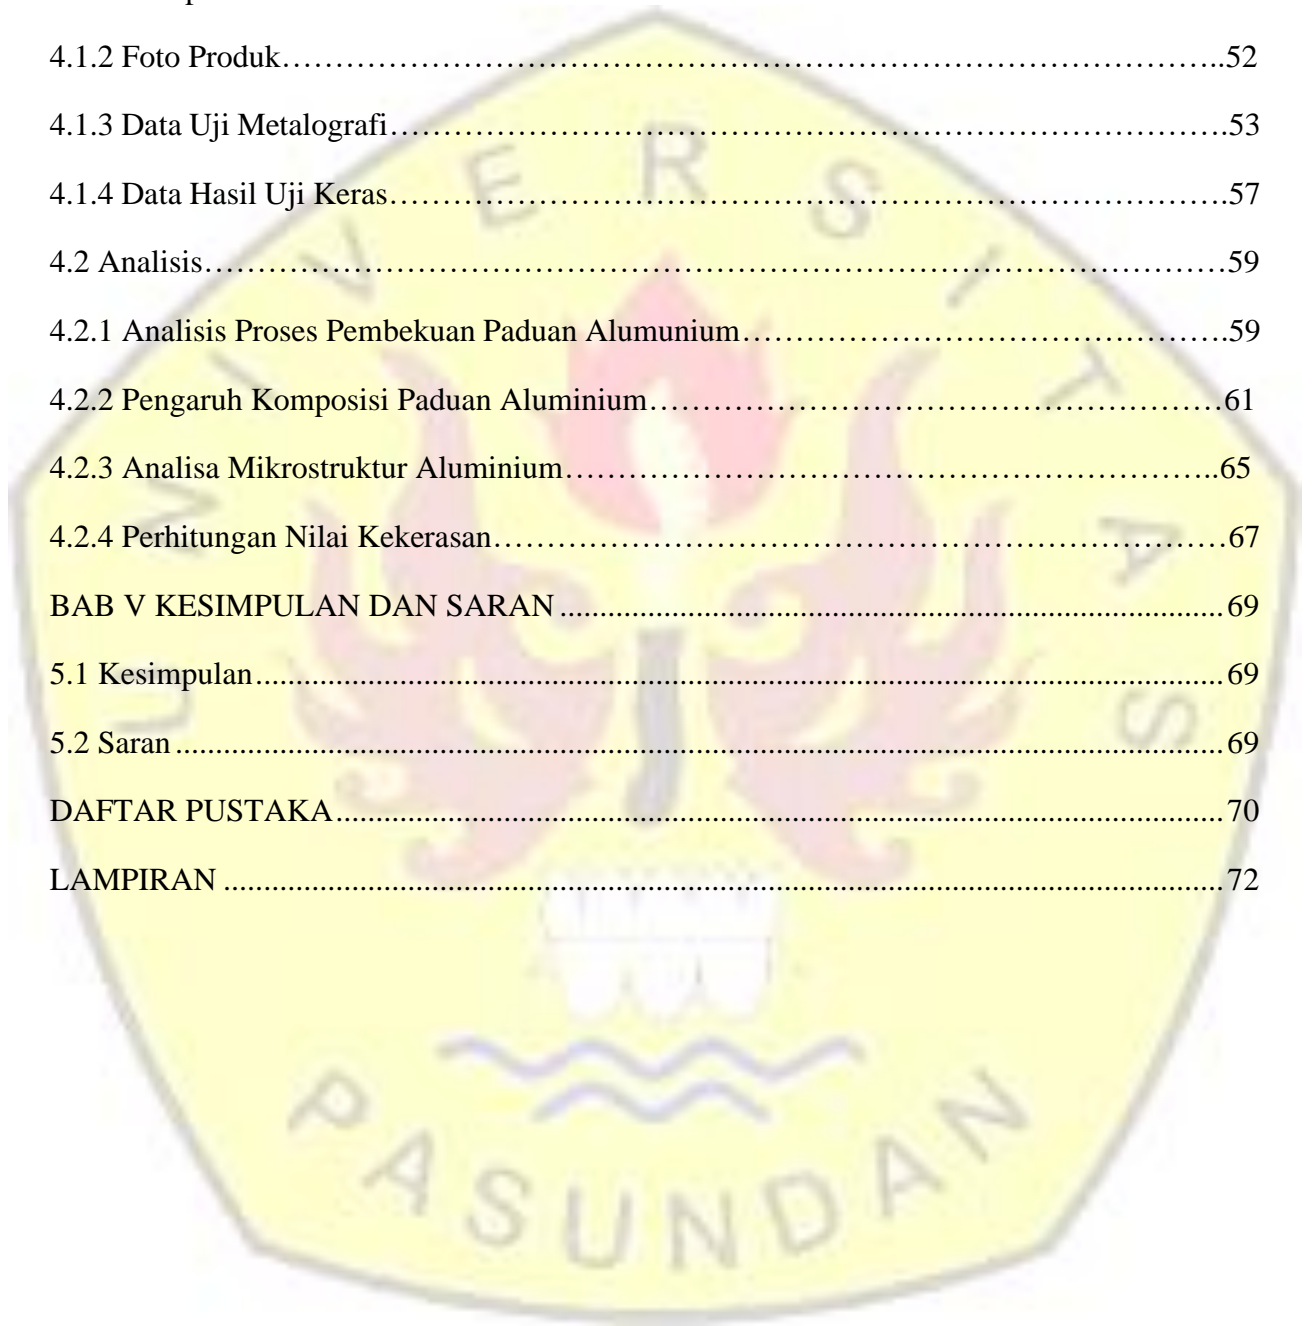 4.1.2 Foto Produk……………………………………………………………………………..52
4.1.3 Data Uji Metalografi…………………………………………………………………….53
4.1.4 Data Hasil Uji Keras…………………………………………………………………….57
4.2 Analisis……………………………………………………………………………………59
4.2.1 Analisis Proses Pembekuan Paduan Alumunium……………………………………….59
4.2.2 Pengaruh Komposisi Paduan Aluminium………………………………………………61
4.2.3 Analisa Mikrostruktur Aluminium……………………………………………………..65
4.2.4 Perhitungan Nilai Kekerasan……………………………………………………………67
BAB V KESIMPULAN DAN SARAN ..................................................................................... 69
5.1 Kesimpulan......................................................................................................................... 69
5.2 Saran ................................................................................................................................... 69
DAFTAR PUSTAKA............................................................................................................... 70
LAMPIRAN ............................................................................................................................. 72
UNIVERSITAS
PASUNDAN